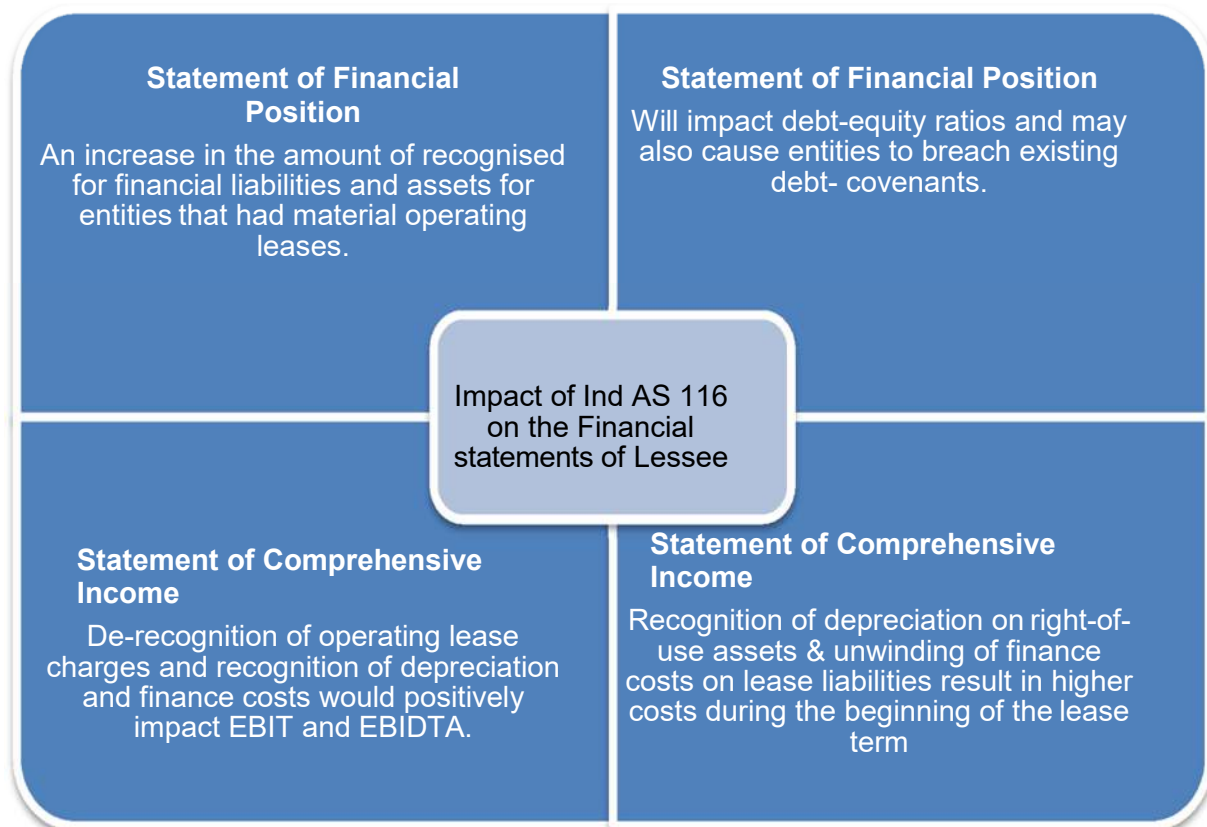 Statement of Financial
Position
An increase in the amount of recognised
for financial liabilities and assets for
entities that had material operating
leases.
Statement of Financial Position
Will impact debt-equity ratios and may
also cause entities to breach existing
debt- covenants.
Impact of Ind AS 116
on the Financial
statements of Lessee
Statement of Comprehensive
Income
De-recognition of operating lease
charges and recognition of depreciation
and finance costs would positively
impact EBIT and EBIDTA.
Statement of Comprehensive
Income
Recognition of depreciation on right-of-
use assets & unwinding of finance
costs on lease liabilities result in higher
costs during the beginning of the lease
term